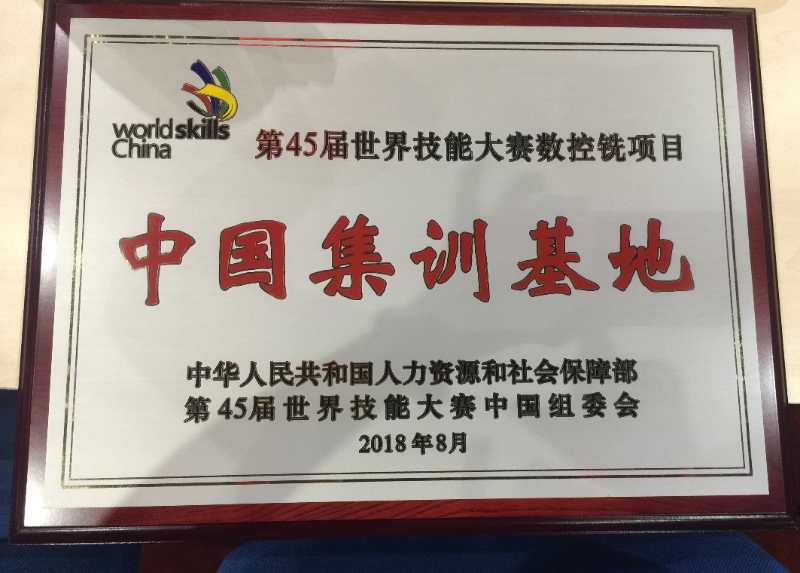 worldskills
China
第45届世界技能大赛数控铣项目
中国集训基地
中华人民共和国人力资源和社会保障部
第45届世界技能大赛中国组委会
2018年8月